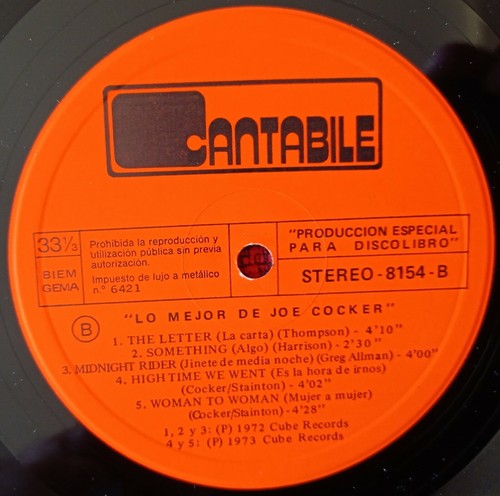 CANTABILE
33 1/3
BIEM
GEMA
Prohibida la reproducción y
utilización pública sin previa
autorización.
Impuesto de lujo a metálico
n.º 6421
"PRODUCCION ESPECIAL
PARA DISCOLIBRO"
STEREO - 8154 - B
B
"LO MEJOR DE JOE COCKER"
1. THE LETTER (La carta) (Thompson) - 4'10"
2. SOMETHING (Algo) (Harrison) - 2'30"
3. MIDNIGHT RIDER (Jinete de media noche) (Greg Allman) - 4'00"
4. HIGH TIME WE WENT (Es la hora de irnos)
(Cocker/Stainton) - 4'02"
5. WOMAN TO WOMAN (Mujer a mujer)
(Cocker/Stainton) - 4'28"
1, 2 y 3: (P) 1972 Cube Records
4 y 5: (P) 1973 Cube Records